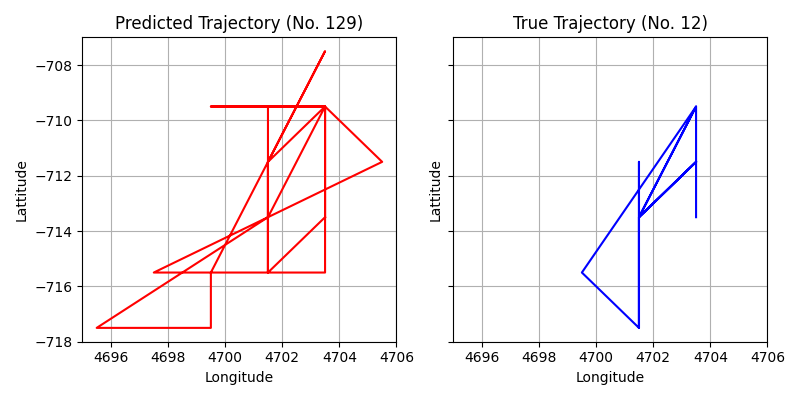 Predicted Trajectory (No. 129)
True Trajectory (No. 12)
−708
−710
−712
−714
−716
−718
Lattitude
Lattitude
4696 4698 4700 4702 4704 4706
4696 4698 4700 4702 4704 4706
Longitude
Longitude